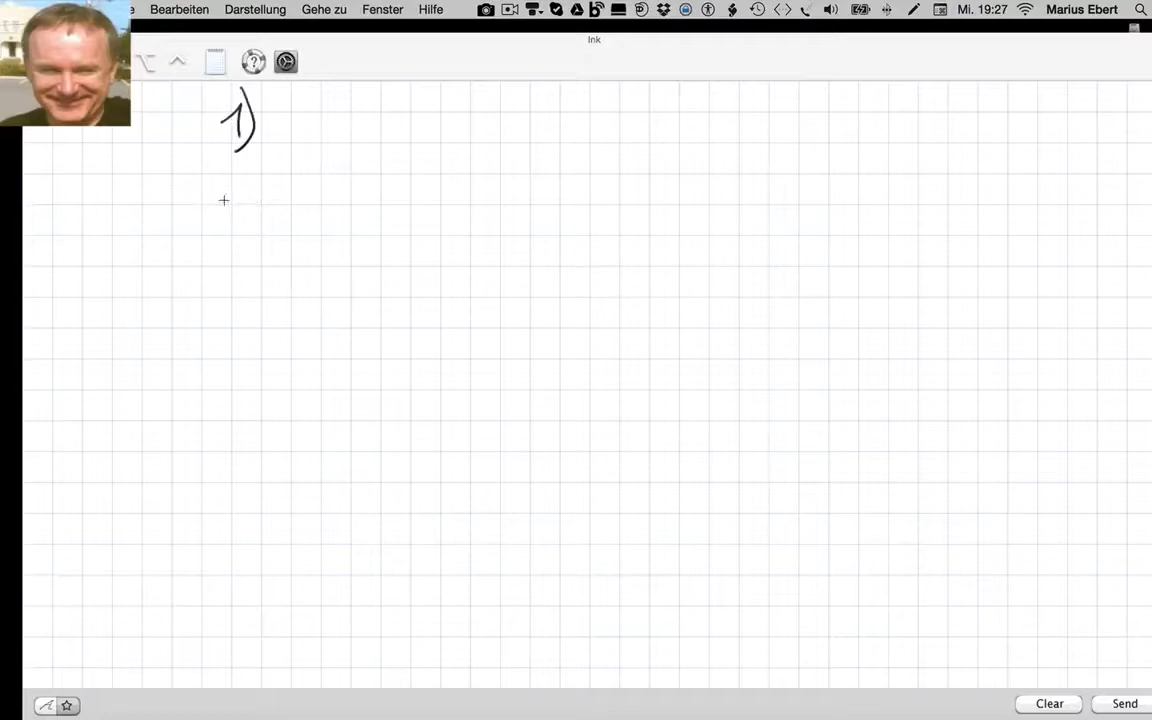 Bearbeiten Darstellung Gehe zu Fenster Hilfe Mi. 19:27 Marius Ebert
Ink
1)
Clear Send